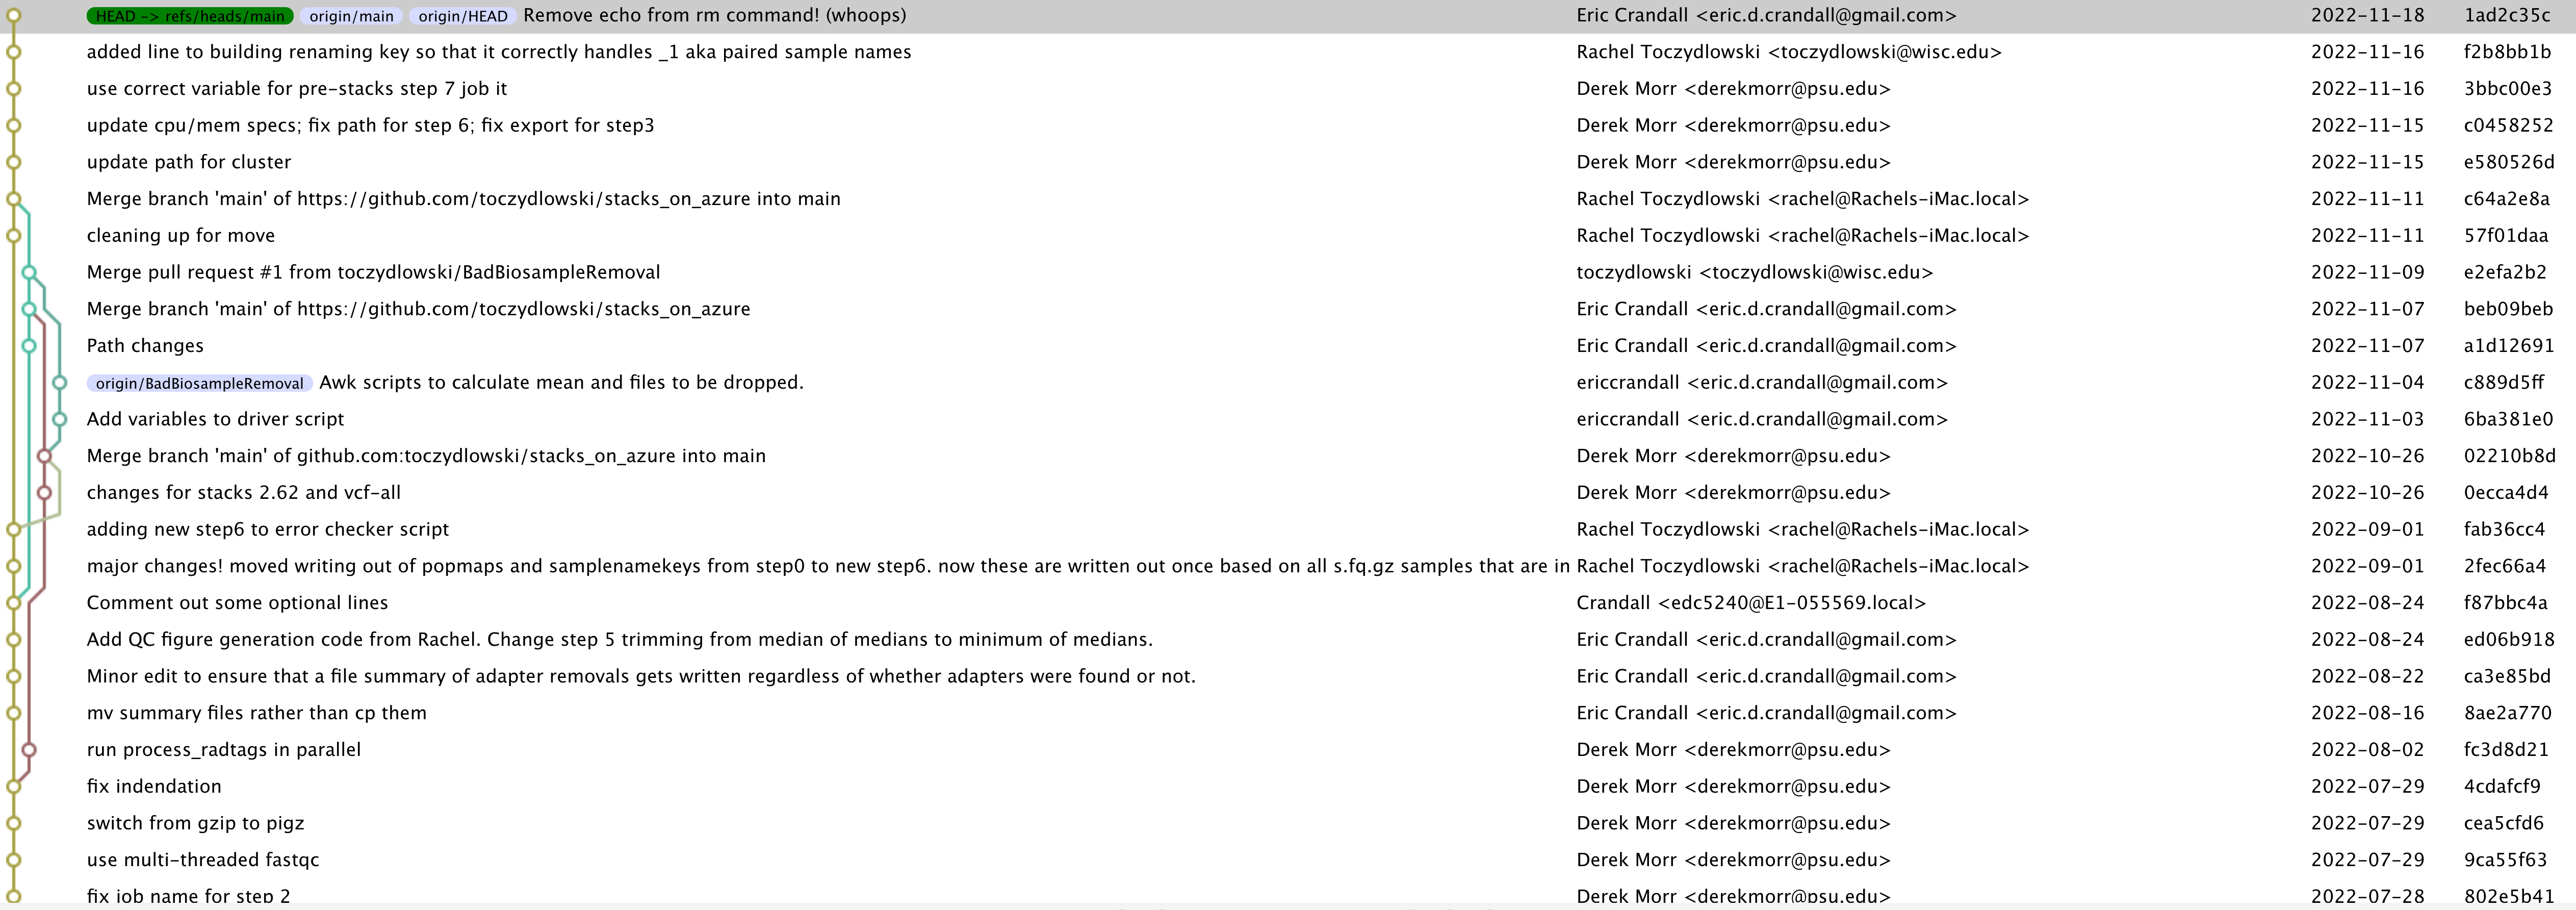 HEAD -> refs/heads/main origin/main origin/HEAD Remove echo from rm command! (whoops) Eric Crandall <eric.d.crandall@gmail.com> 2022-11-18 1ad2c35c
added line to building renaming key so that it correctly handles _1 aka paired sample names Rachel Toczydlowski <toczydlowski@wisc.edu> 2022-11-16 f2b8bb1b
use correct variable for pre-stacks step 7 job it Derek Morr <derekmorr@psu.edu> 2022-11-16 3bbc00e3
update cpu/mem specs; fix path for step 6; fix export for step3 Derek Morr <derekmorr@psu.edu> 2022-11-15 c0458252
update path for cluster Derek Morr <derekmorr@psu.edu> 2022-11-15 e580526d
Merge branch 'main' of https://github.com/toczydlowski/stacks_on_azure into main Rachel Toczydlowski <rachel@Rachels-iMac.local> 2022-11-11 c64a2e8a
cleaning up for move Rachel Toczydlowski <rachel@Rachels-iMac.local> 2022-11-11 57f01daa
Merge pull request #1 from toczydlowski/BadBiosampleRemoval toczydlowski <toczydlowski@wisc.edu> 2022-11-09 e2efa2b2
Merge branch 'main' of https://github.com/toczydlowski/stacks_on_azure Eric Crandall <eric.d.crandall@gmail.com> 2022-11-07 beb09beb
Path changes Eric Crandall <eric.d.crandall@gmail.com> 2022-11-07 a1d12691
origin/BadBiosampleRemoval Awk scripts to calculate mean and files to be dropped. ericcrandall <eric.d.crandall@gmail.com> 2022-11-04 c889d5ff
Add variables to driver script ericcrandall <eric.d.crandall@gmail.com> 2022-11-03 6ba381e0
Merge branch 'main' of github.com:toczydlowski/stacks_on_azure into main Derek Morr <derekmorr@psu.edu> 2022-10-26 02210b8d
changes for stacks 2.62 and vcf-all Derek Morr <derekmorr@psu.edu> 2022-10-26 0ecca4d4
adding new step6 to error checker script Rachel Toczydlowski <rachel@Rachels-iMac.local> 2022-09-01 fab36cc4
major changes! moved writing out of popmaps and samplenamekeys from step0 to new step6. now these are written out once based on all s.fq.gz samples that are in Rachel Toczydlowski <rachel@Rachels-iMac.local> 2022-09-01 2fec66a4
Comment out some optional lines Crandall <edc5240@E1-055569.local> 2022-08-24 f87bbc4a
Add QC figure generation code from Rachel. Change step 5 trimming from median of medians to minimum of medians. Eric Crandall <eric.d.crandall@gmail.com> 2022-08-24 ed06b918
Minor edit to ensure that a file summary of adapter removals gets written regardless of whether adapters were found or not. Eric Crandall <eric.d.crandall@gmail.com> 2022-08-22 ca3e85bd
mv summary files rather than cp them Eric Crandall <eric.d.crandall@gmail.com> 2022-08-16 8ae2a770
run process_radtags in parallel Derek Morr <derekmorr@psu.edu> 2022-08-02 fc3d8d21
fix indendation Derek Morr <derekmorr@psu.edu> 2022-07-29 4cdafcf9
switch from gzip to pigz Derek Morr <derekmorr@psu.edu> 2022-07-29 cea5cfd6
use multi-threaded fastqc Derek Morr <derekmorr@psu.edu> 2022-07-29 9ca55f63
fix job name for step 2 Derek Morr <derekmorr@psu.edu> 2022-07-28 802e5b41